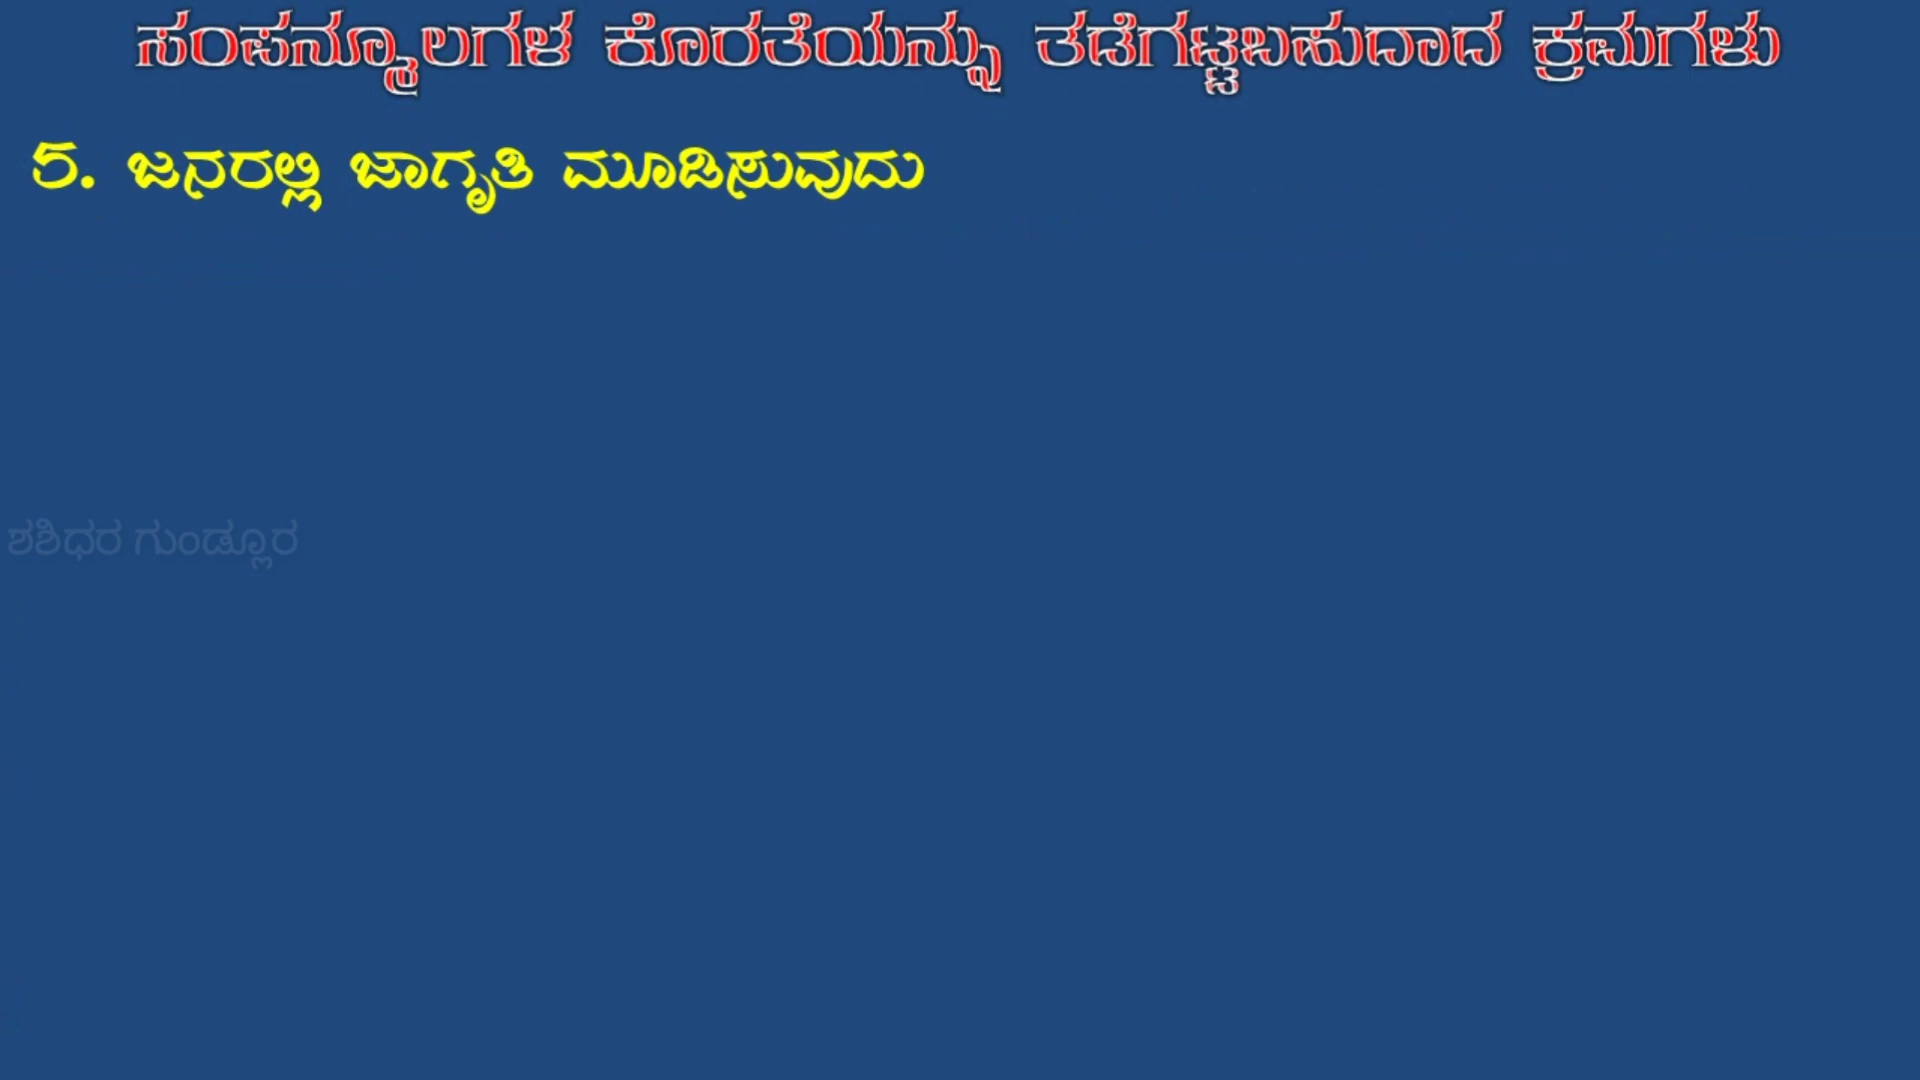 ಸಂಪನ್ಮೂಲಗಳ ಕೊರತೆಯನ್ನು ತಡೆಗಟ್ಟಬಹುದಾದ ಕ್ರಮಗಳು
5. ಜನರಲ್ಲಿ ಜಾಗೃತಿ ಮೂಡಿಸುವುದು
ಶಶಿಧರ ಗುಂಡ್ಲೂರ